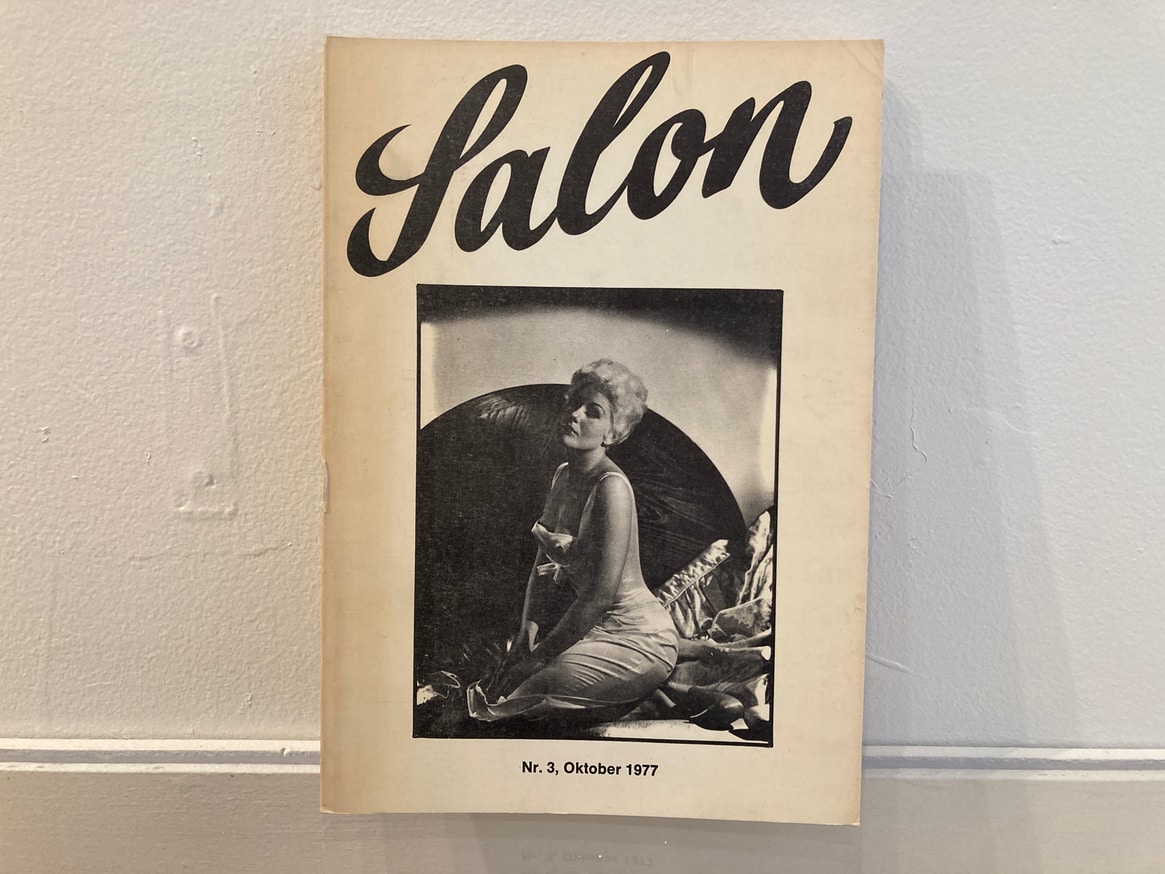 Salon
Nr. 3, Oktober 1977